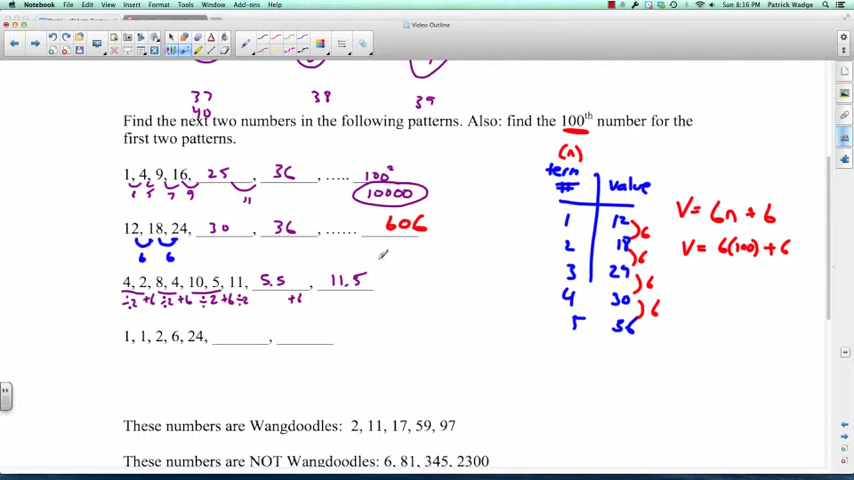 Notebook File Edit View Insert Format Tools Window Add-ons Help
Sun 8:16 PM Patrick Wadge
Video Outline
37
40
38
39
Find the next two numbers in the following patterns. Also: find the 100th number for the
first two patterns.
(n)
term
#
value
1, 4, 9, 16, 25, 36, ..... 100²
5 7 9 11
10000
12, 18, 24, 30, 36, ...... 606
6 6
4, 2, 8, 4, 10, 5, 11, 5.5, 11.5
÷2 +6 ÷2 +6 ÷2 +6 ÷2 +6
1, 1, 2, 6, 24, ________, ________
1 12
2 18
3 24
4 30
5 36
6
6
6
6
V = 6n + 6
V = 6(100) + 6
These numbers are Wangdoodles: 2, 11, 17, 59, 97
These numbers are NOT Wangdoodles: 6, 81, 345, 2300